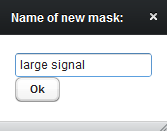 Name of new mask: ×
large signal
Ok